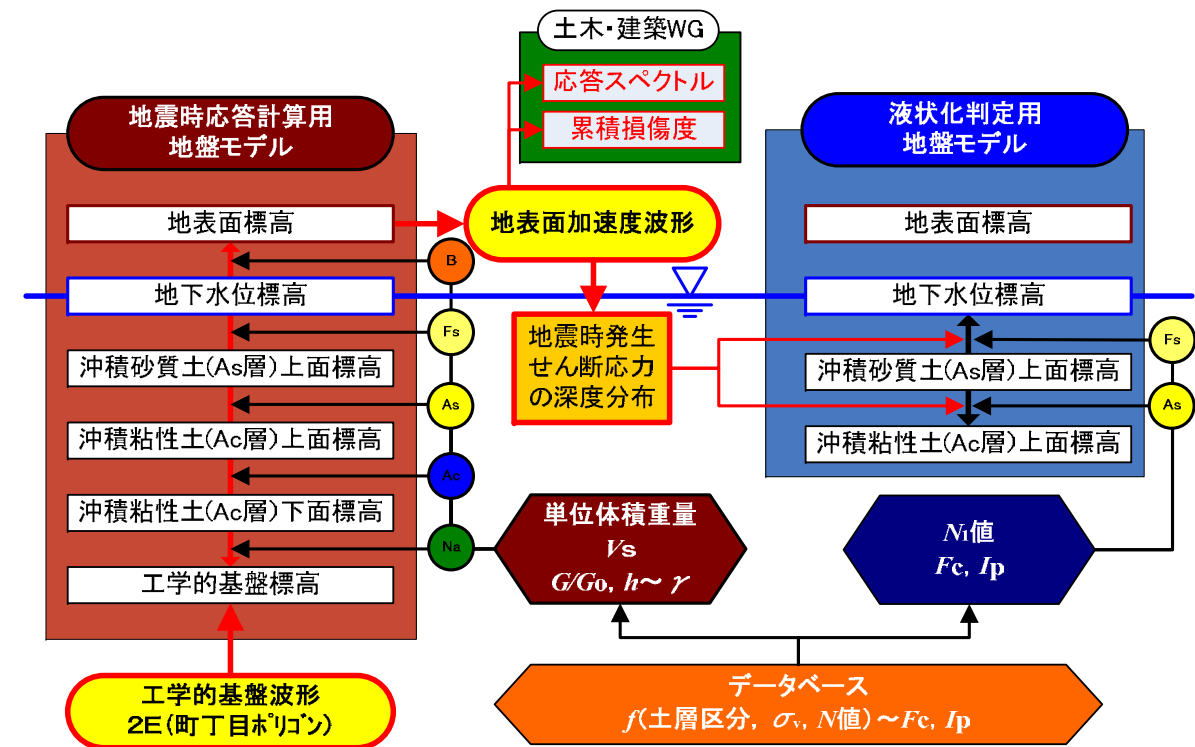 土木・建築WG
応答スペクトル
累積損傷度
地震時応答計算用
地盤モデル
地表面標高
地下水位標高
沖積砂質土(As層)上面標高
沖積粘性土(Ac層)上面標高
沖積粘性土(Ac層)下面標高
工学的基盤標高
工学的基盤波形
2E(町丁目ポリゴン)
B
Fs
As
Ac
Na
地表面加速度波形
地震時発生
せん断応力
の深度分布
単位体積重量
Vs
G/G0, h～γ
液状化判定用
地盤モデル
地表面標高
地下水位標高
沖積砂質土(As層)上面標高
沖積粘性土(Ac層)上面標高
Fs
As
N1値
Fc, Ip
データベース
f(土層区分, σv, N値)～Fc, Ip